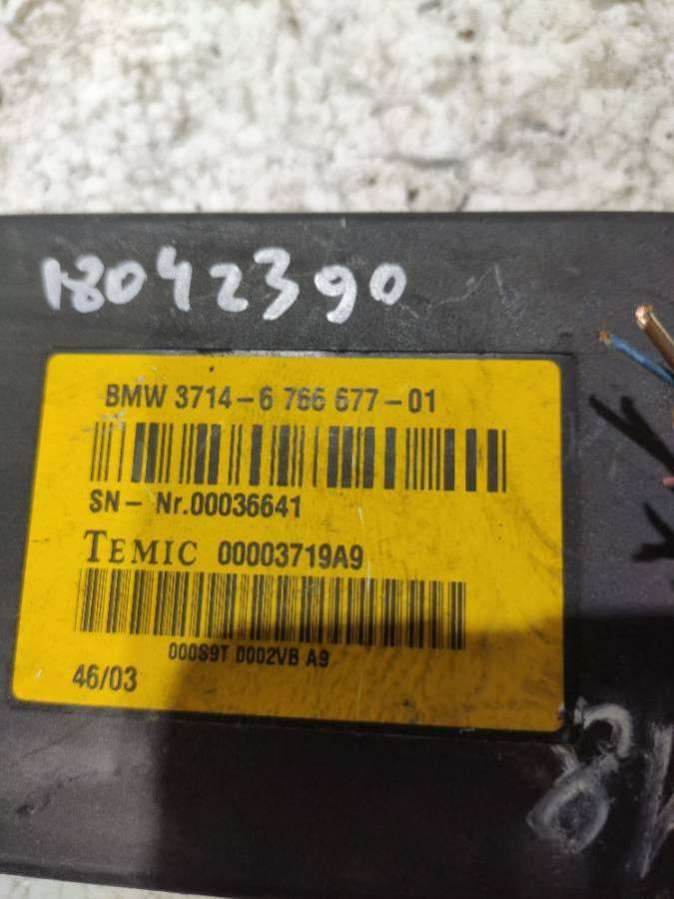 18042390
BMW 3714-6 766 677-01
SN- Nr.00036641
TEMIC 00003719A9
000S9T 0002VB A9
46/03